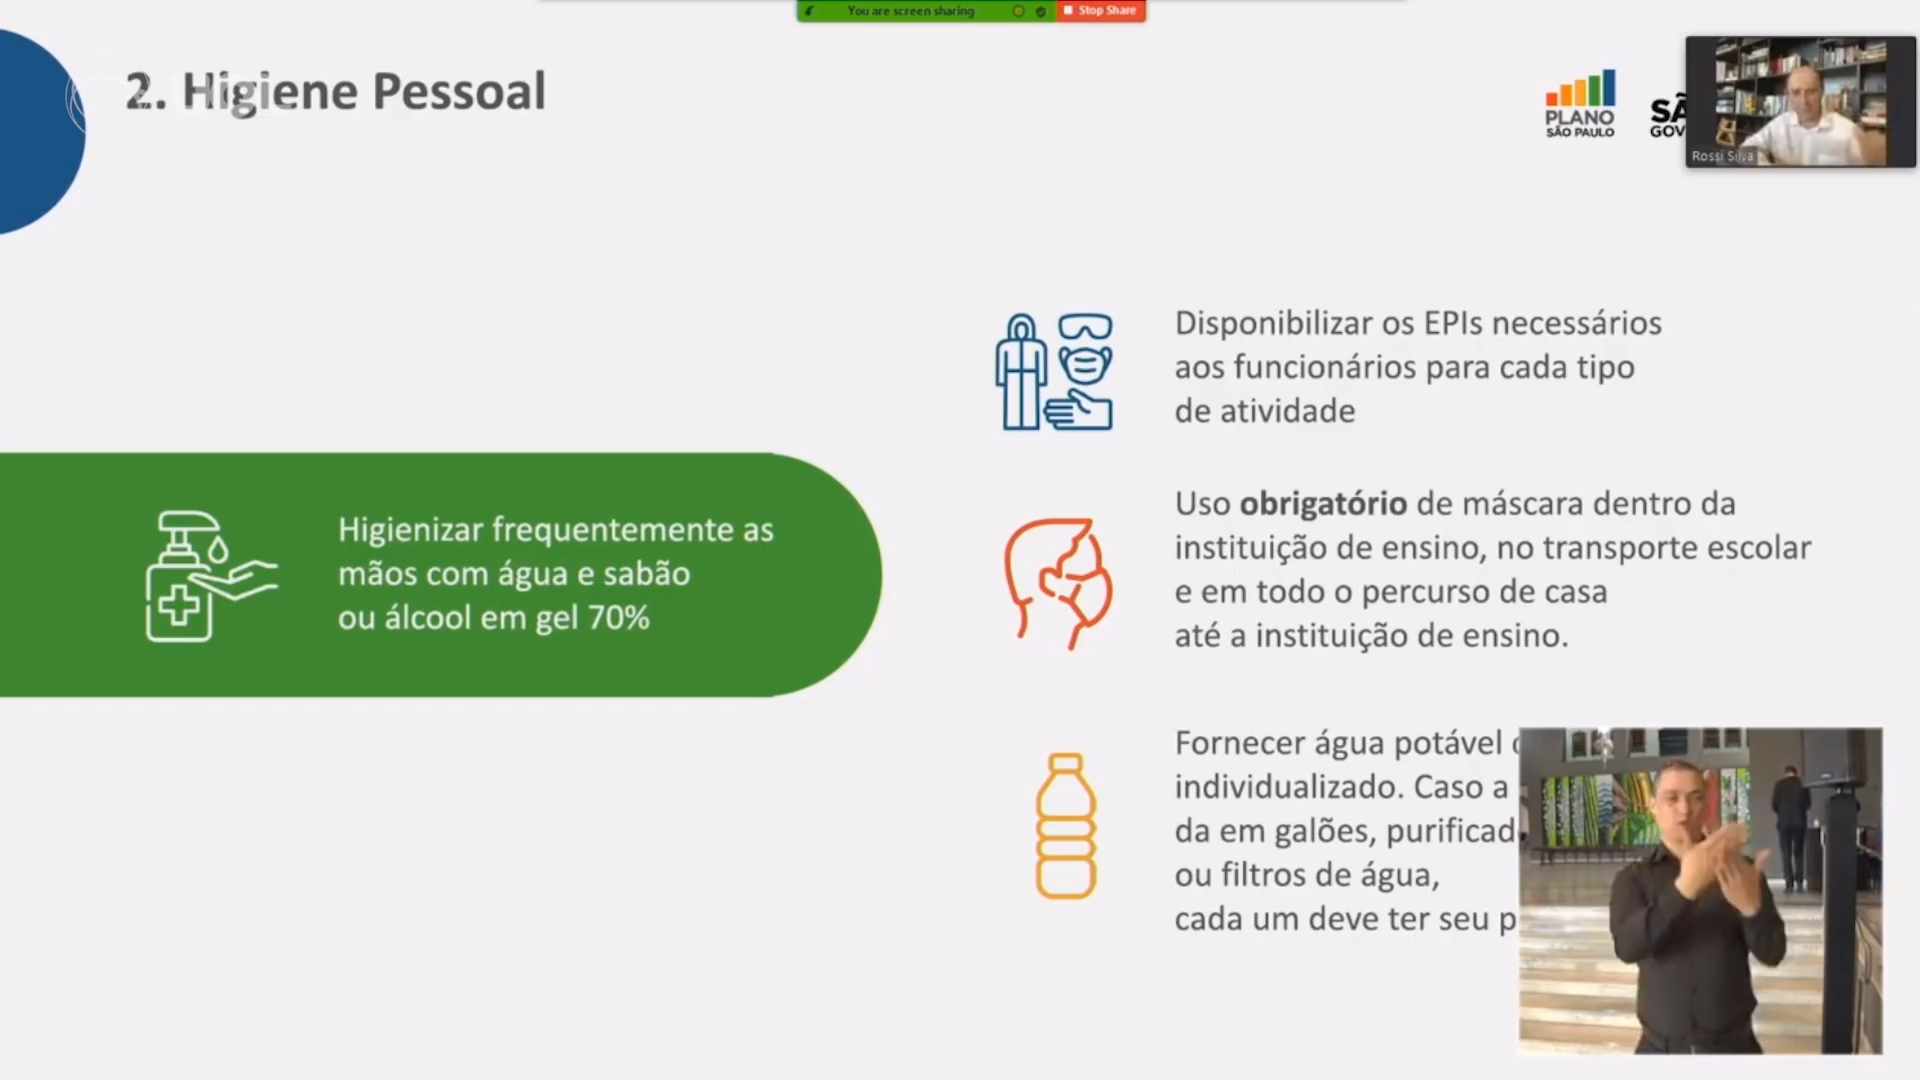 You are screen sharing
Stop Share
2. Higiene Pessoal
PLANO
SÃO PAULO
Rossi Silva
Disponibilizar os EPIs necessários
aos funcionários para cada tipo
de atividade
Higienizar frequentemente as
mãos com água e sabão
ou álcool em gel 70%
Uso obrigatório de máscara dentro da
instituição de ensino, no transporte escolar
e em todo o percurso de casa
até a instituição de ensino.
Fornecer água potável
individualizado. Caso a
da em galões,
ou filtros de água,
cada um deve ter seu